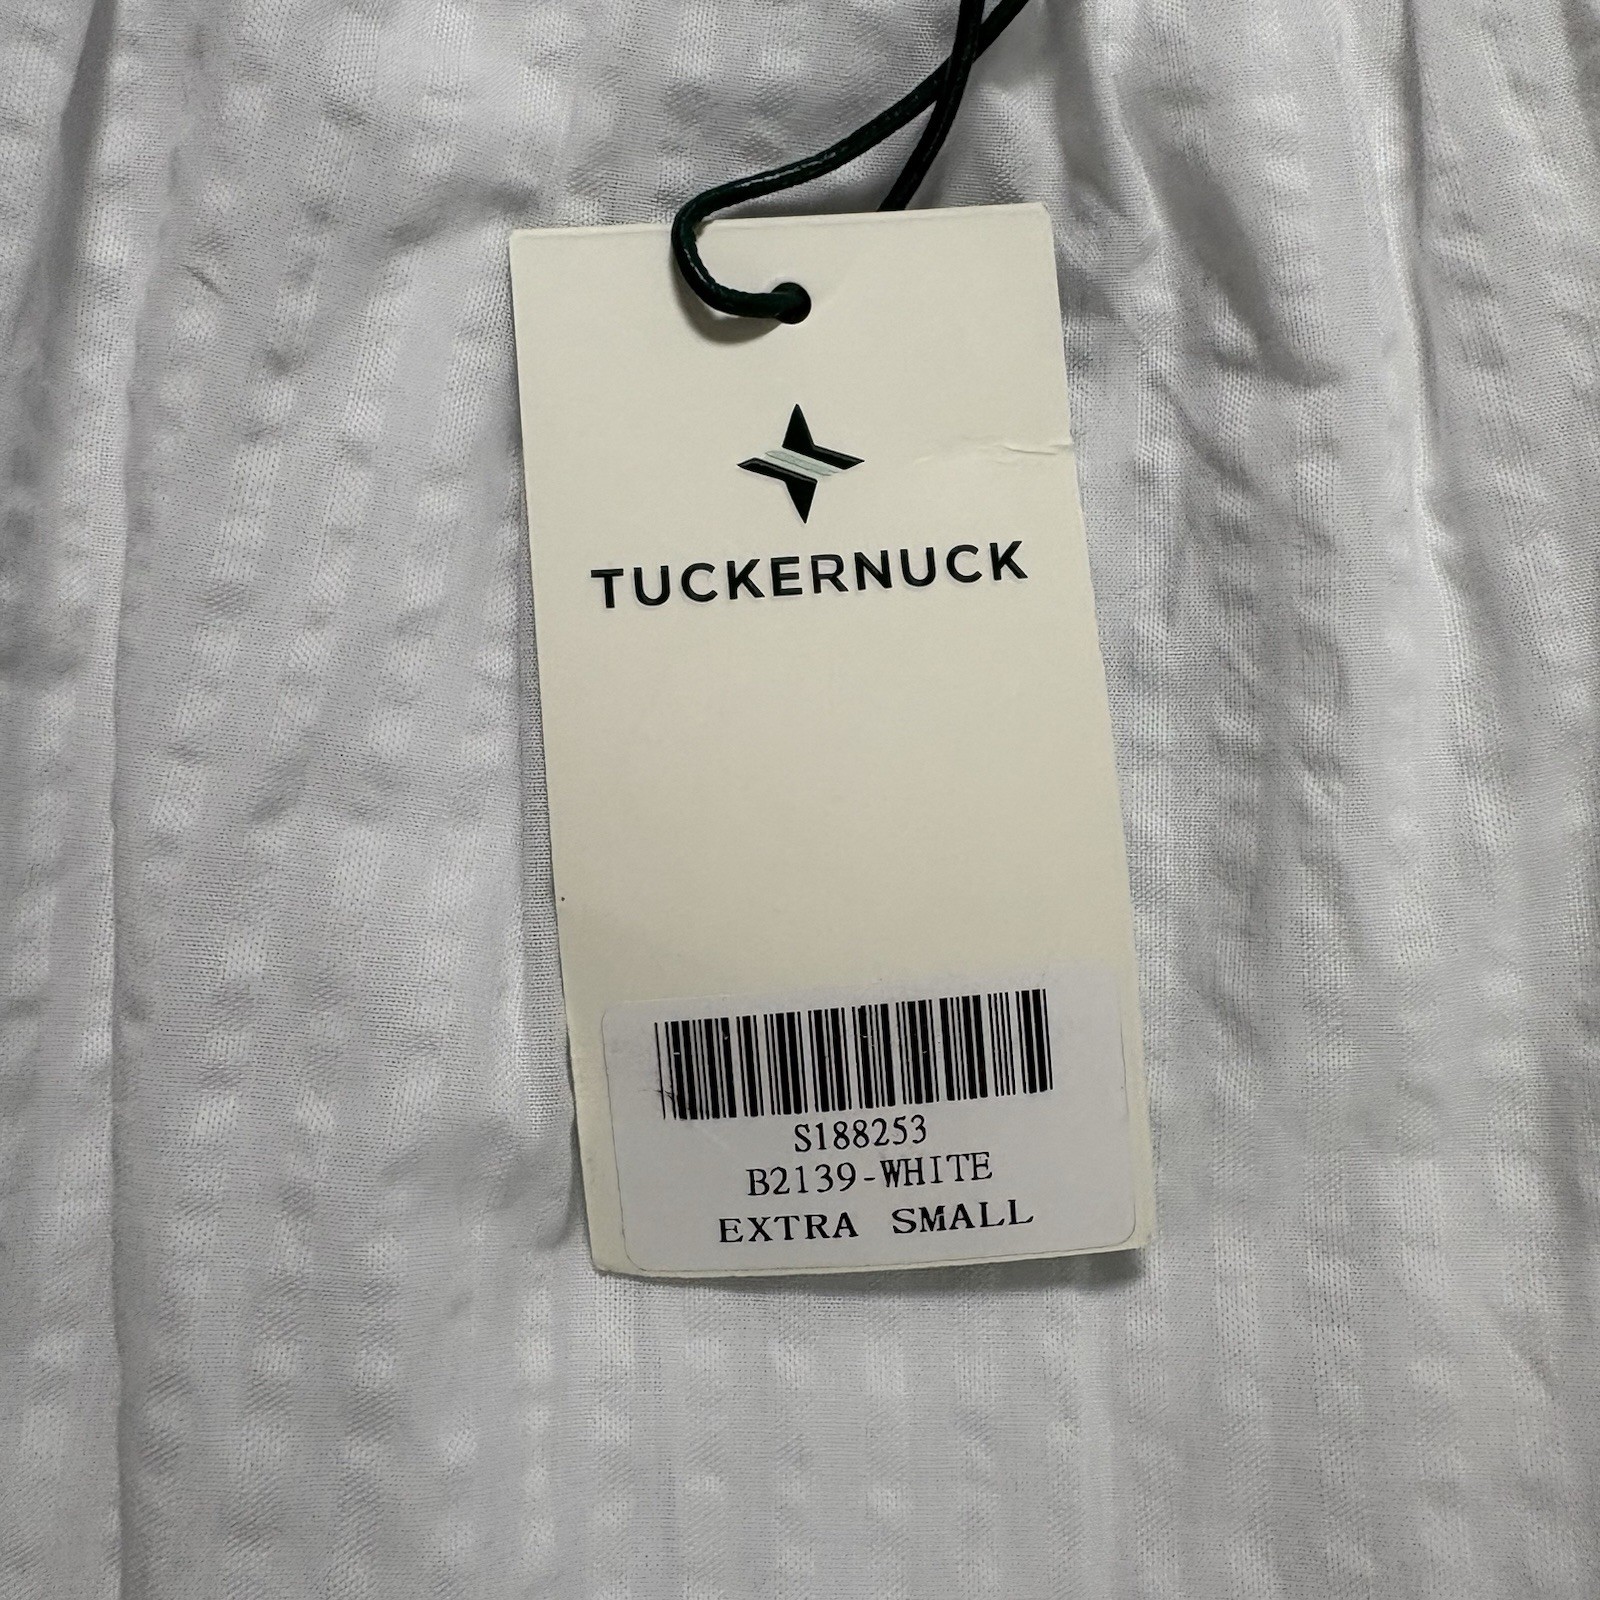 TUCKERNUCK
S188253
B2139-WHITE
EXTRA SMALL